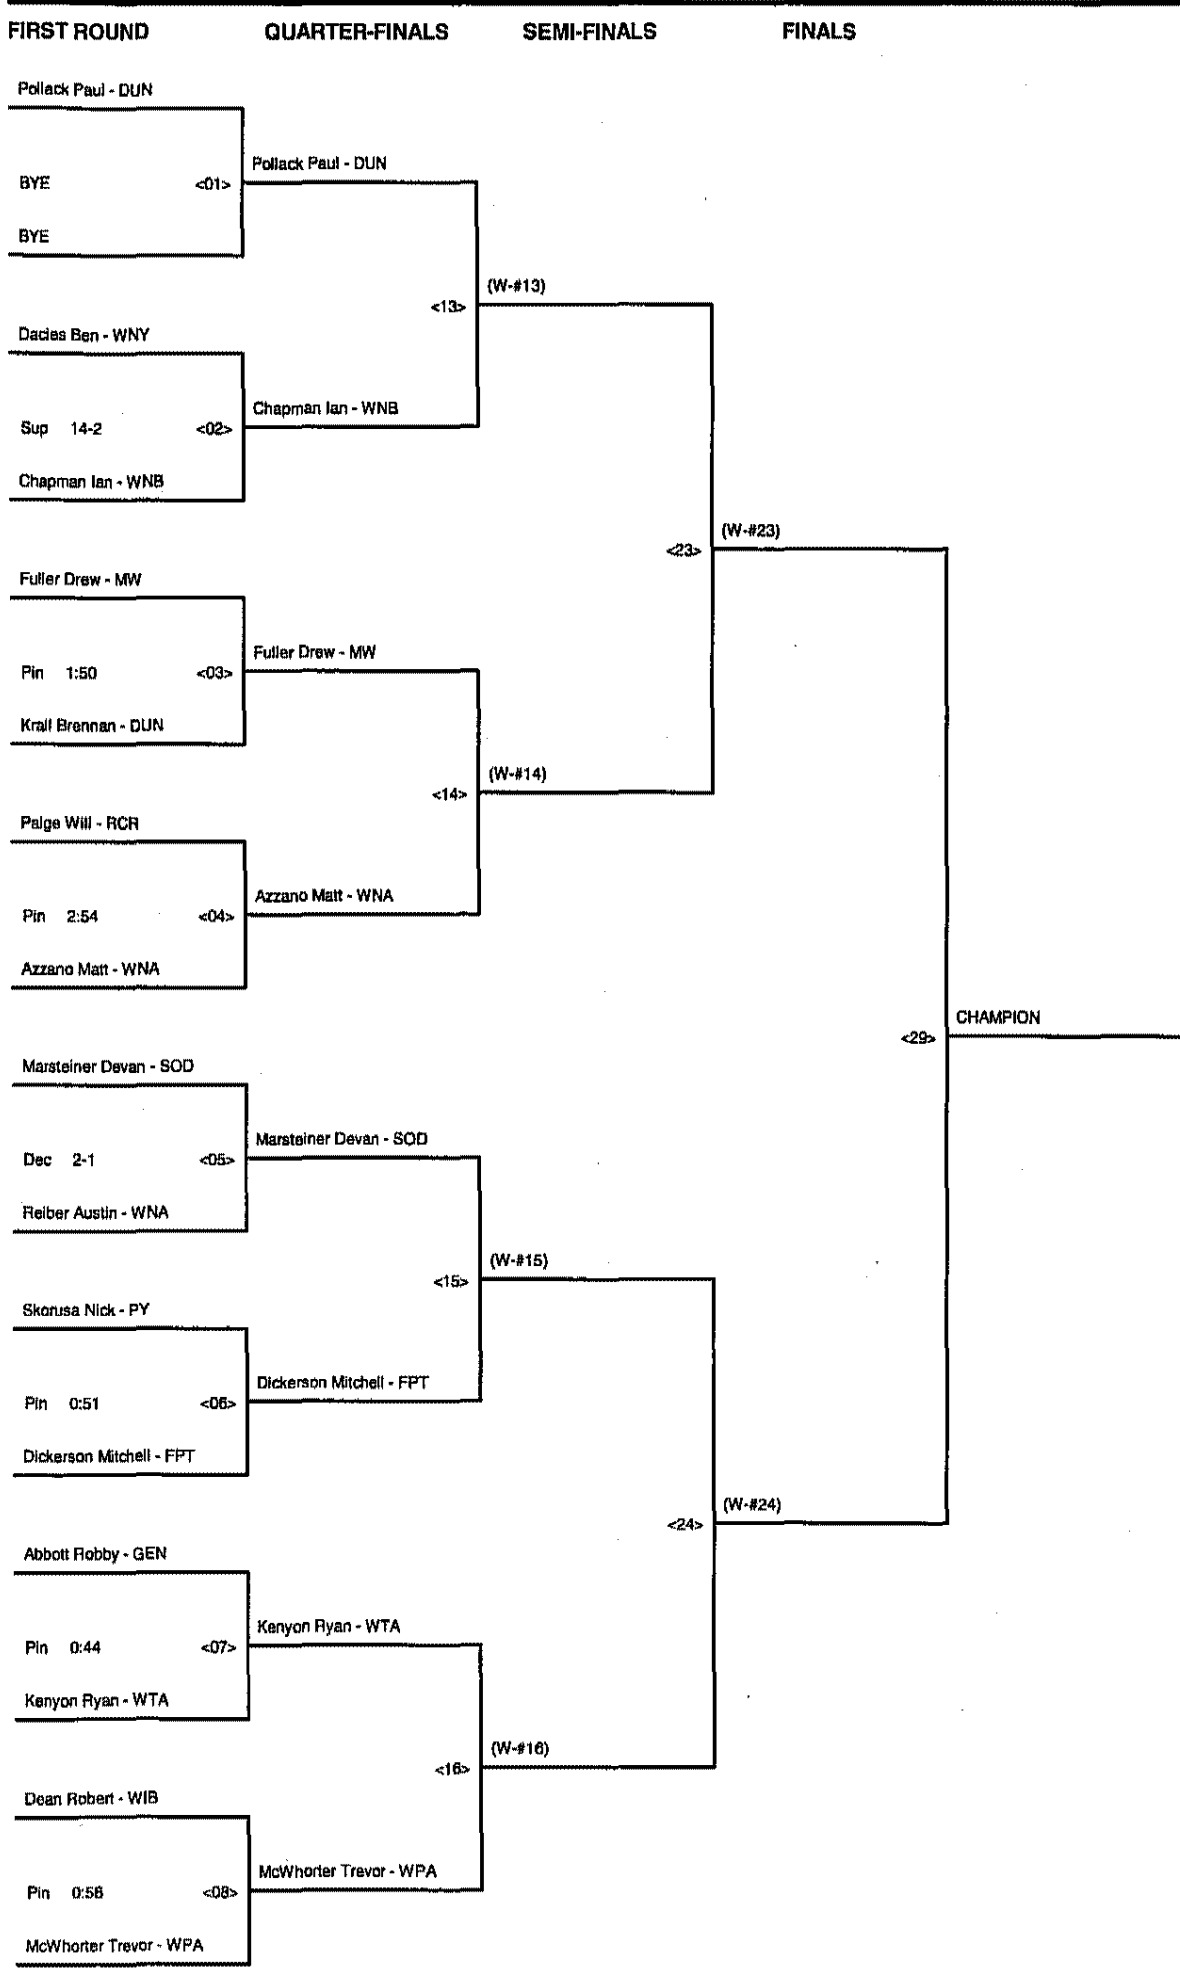 FIRST ROUND QUARTER-FINALS SEMI-FINALS FINALS
Pollack Paul - DUN
Pollack Paul - DUN
BYE <01>
BYE
(W-#13)
<13>
Dacies Ben - WNY
Chapman Ian - WNB
Sup 14-2 <02>
Chapman Ian - WNB
(W-#23)
<23>
Fuller Drew - MW
Fuller Drew - MW
Pin 1:50 <03>
Krall Brennan - DUN
(W-#14)
<14>
Paige Will - RCR
Azzano Matt - WNA
Pin 2:54 <04>
Azzano Matt - WNA
CHAMPION
<29>
Marsteiner Devan - SOD
Marsteiner Devan - SOD
Dec 2-1 <05>
Reiber Austin - WNA
(W-#15)
<15>
Skorusa Nick - PY
Dickerson Mitchell - FPT
Pin 0:51 <06>
Dickerson Mitchell - FPT
(W-#24)
<24>
Abbott Robby - GEN
Kenyon Ryan - WTA
Pin 0:44 <07>
Kenyon Ryan - WTA
(W-#16)
<16>
Dean Robert - WIB
McWhorter Trevor - WPA
Pin 0:56 <08>
McWhorter Trevor - WPA